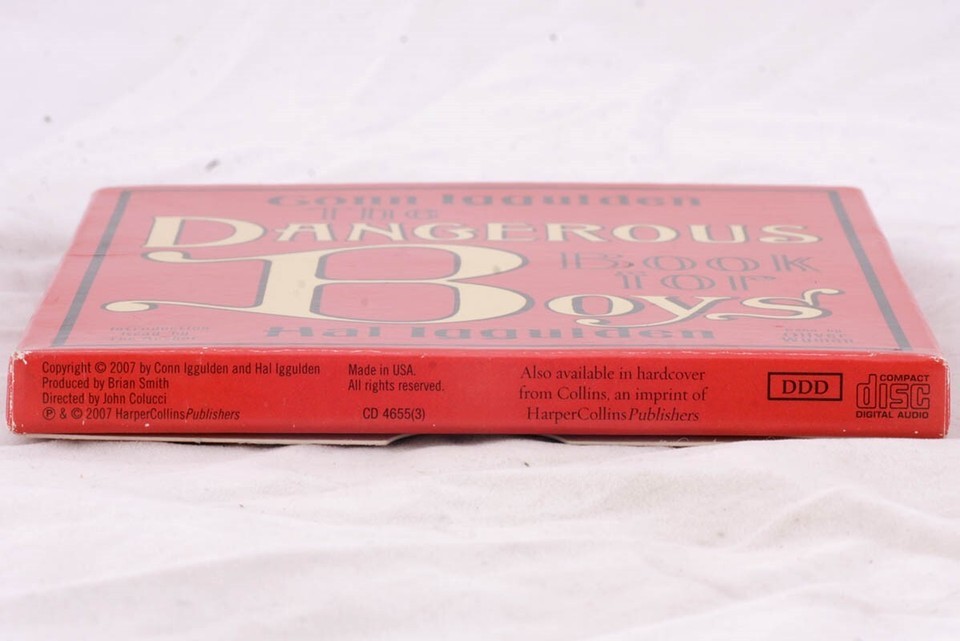 Conn Iggulden
The
DANGEROUS
Book
for
Boys
Hal Iggulden
Copyright © 2007 by Conn Iggulden and Hal Iggulden
Produced by Brian Smith
Directed by John Colucci
Ⓟ & © 2007 HarperCollinsPublishers
Made in USA.
All rights reserved.
CD 4655(3)
Also available in hardcover
from Collins, an imprint of
HarperCollinsPublishers
DDD
COMPACT
disc
DIGITAL AUDIO